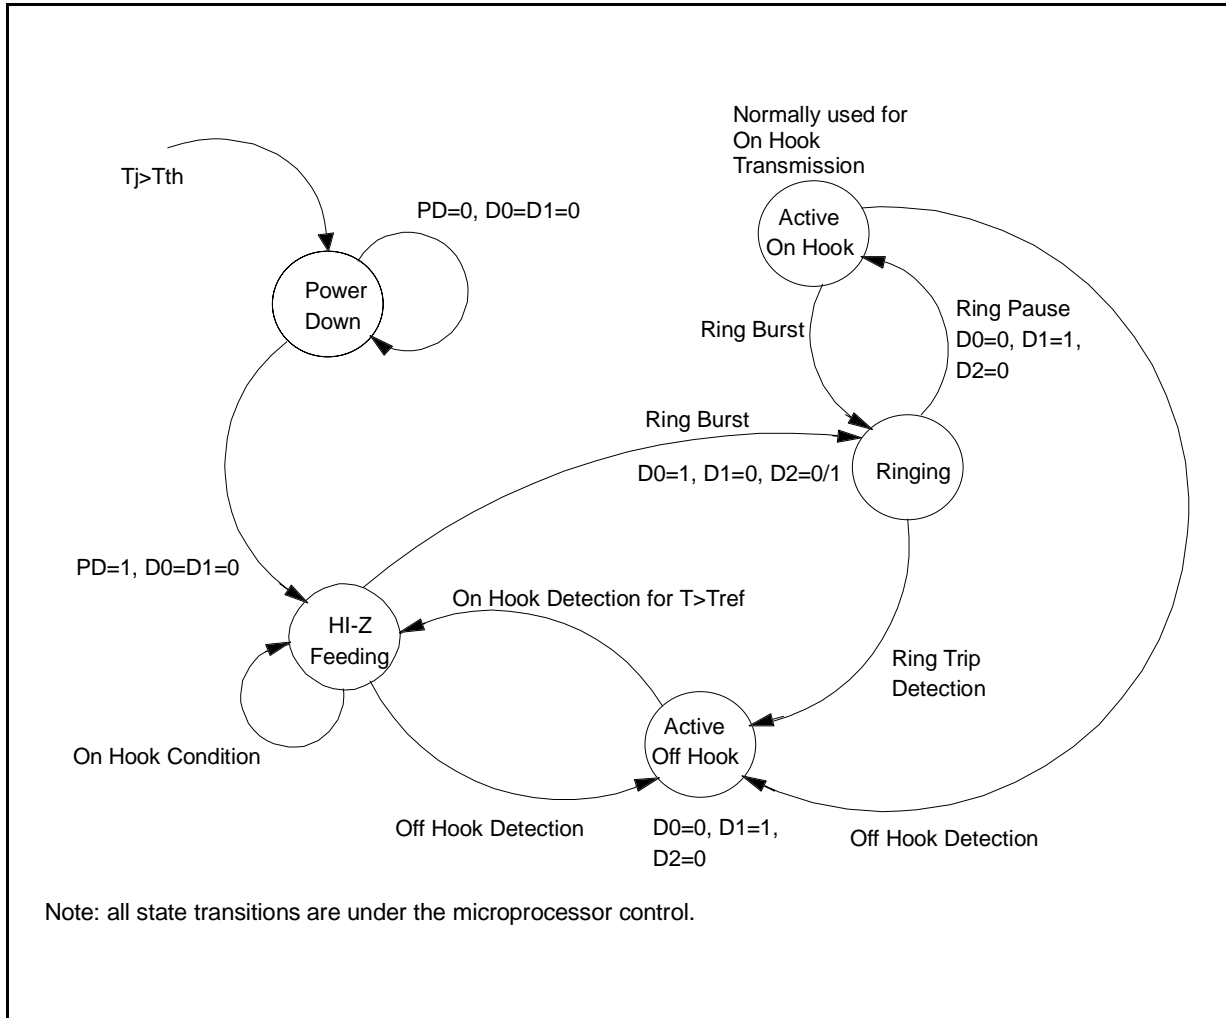 Normally used for
On Hook
Transmission
Tj>Tth
PD=0, D0=D1=0
Active
On Hook
Power
Down
Ring Burst
Ring Pause
D0=0, D1=1,
D2=0
Ring Burst
D0=1, D1=0, D2=0/1
Ringing
PD=1, D0=D1=0
On Hook Detection for T>Tref
HI-Z
Feeding
Ring Trip
Detection
On Hook Condition
Active
Off Hook
Off Hook Detection
D0=0, D1=1,
D2=0
Off Hook Detection
Note: all state transitions are under the microprocessor control.